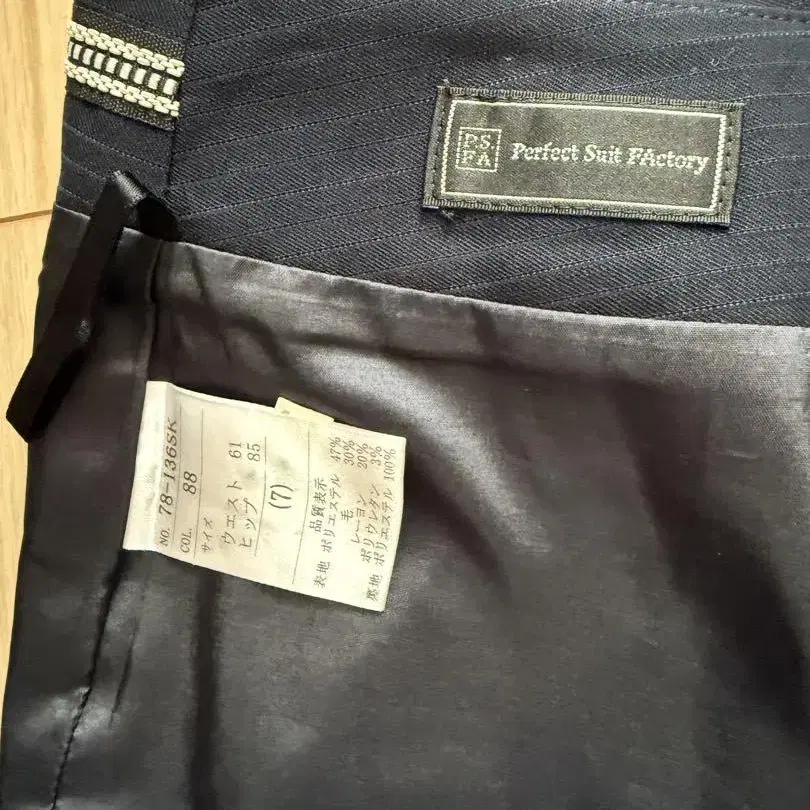 P.S.
FA
Perfect Suit FActory
NO. 78-136SK
COL. 88
サイズ
ウエスト 61
ヒップ 85
(7)
品質表示
表地 ポリエステル 47%
毛 30%
レーヨン 20%
ポリウレタン 3%
裏地 ポリエステル 100%